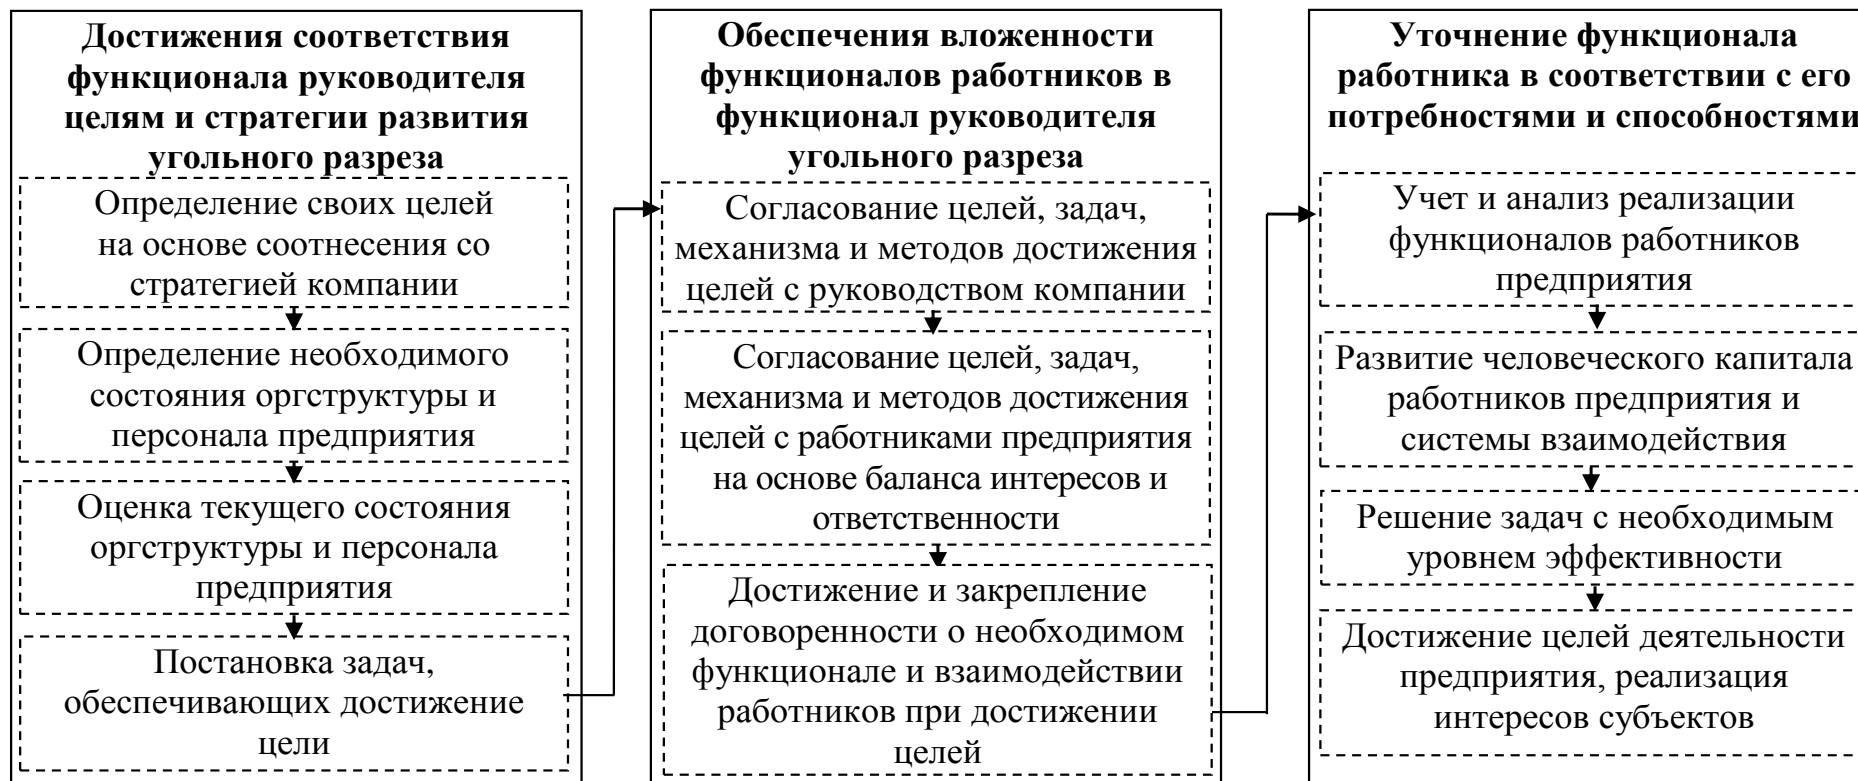 Достижения соответствия
функционала руководителя
целям и стратегии развития
угольного разреза
Определение своих целей
на основе соотнесения со
стратегией компании
Определение необходимого
состояния оргструктуры и
персонала предприятия
Оценка текущего состояния
оргструктуры и персонала
предприятия
Постановка задач,
обеспечивающих достижение
цели
Обеспечения вложенности
функционалов работников в
функционал руководителя
угольного разреза
Согласование целей, задач,
механизма и методов достижения
целей с руководством компании
Согласование целей, задач,
механизма и методов достижения
целей с работниками предприятия
на основе баланса интересов и
ответственности
Достижение и закрепление
договоренности о необходимом
функционале и взаимодействии
работников при достижении
целей
Уточнение функционала
работника в соответствии с его
потребностями и способностями
Учет и анализ реализации
функционалов работников
предприятия
Развитие человеческого капитала
работников предприятия и
системы взаимодействия
Решение задач с необходимым
уровнем эффективности
Достижение целей деятельности
предприятия, реализация
интересов субъектов